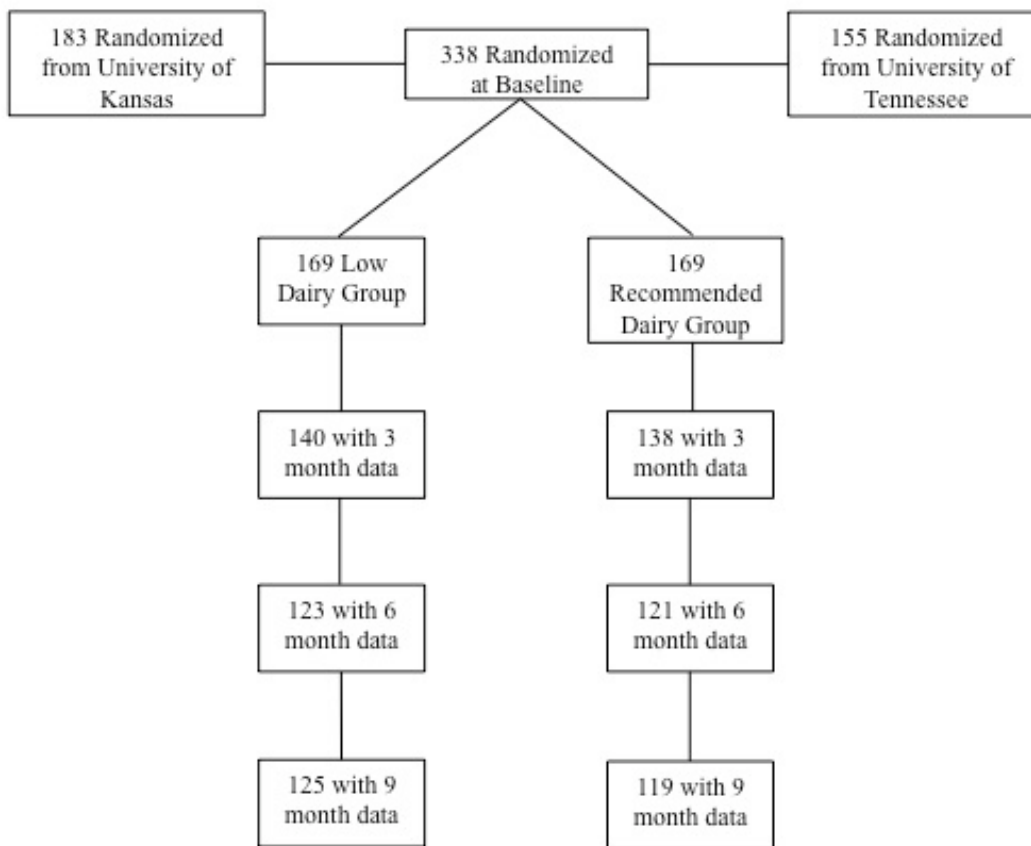 183 Randomized
from University of
Kansas
338 Randomized
at Baseline
155 Randomized
from University of
Tennessee
169 Low
Dairy Group
169
Recommended
Dairy Group
140 with 3
month data
138 with 3
month data
123 with 6
month data
121 with 6
month data
125 with 9
month data
119 with 9
month data